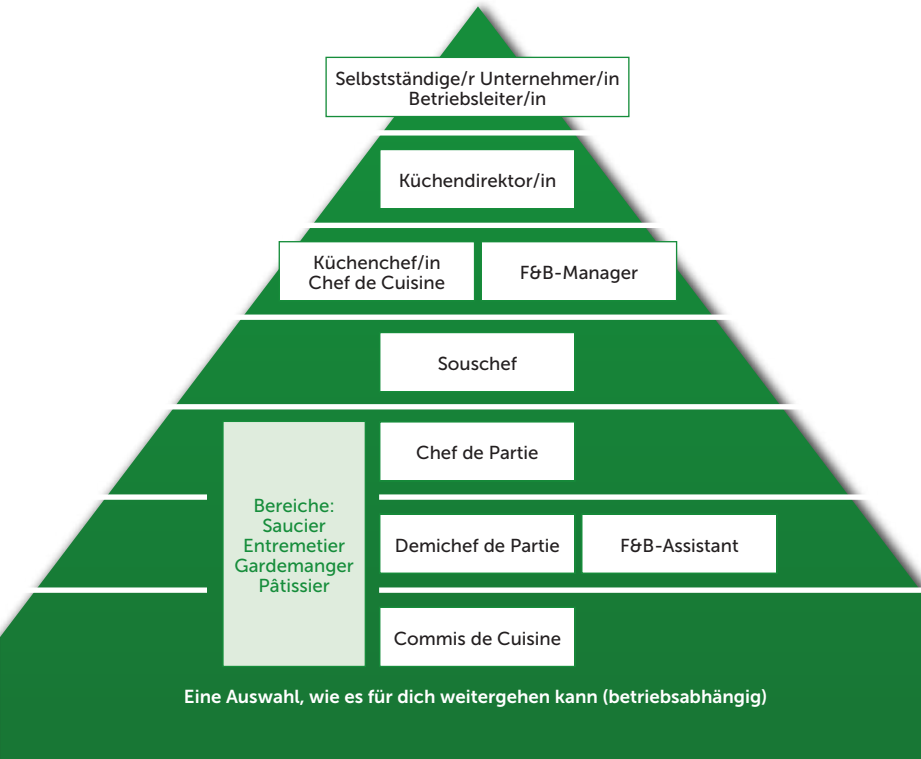 Selbstständige/r Unternehmer/in
Betriebsleiter/in
Küchendirektor/in
Küchenchef/in
Chef de Cuisine
F&B-Manager
Souschef
Chef de Partie
Bereiche:
Saucier
Entremetier
Gardemanger
Pâtissier
Demichef de Partie
F&B-Assistant
Commis de Cuisine
Eine Auswahl, wie es für dich weitergehen kann (betriebsabhängig)